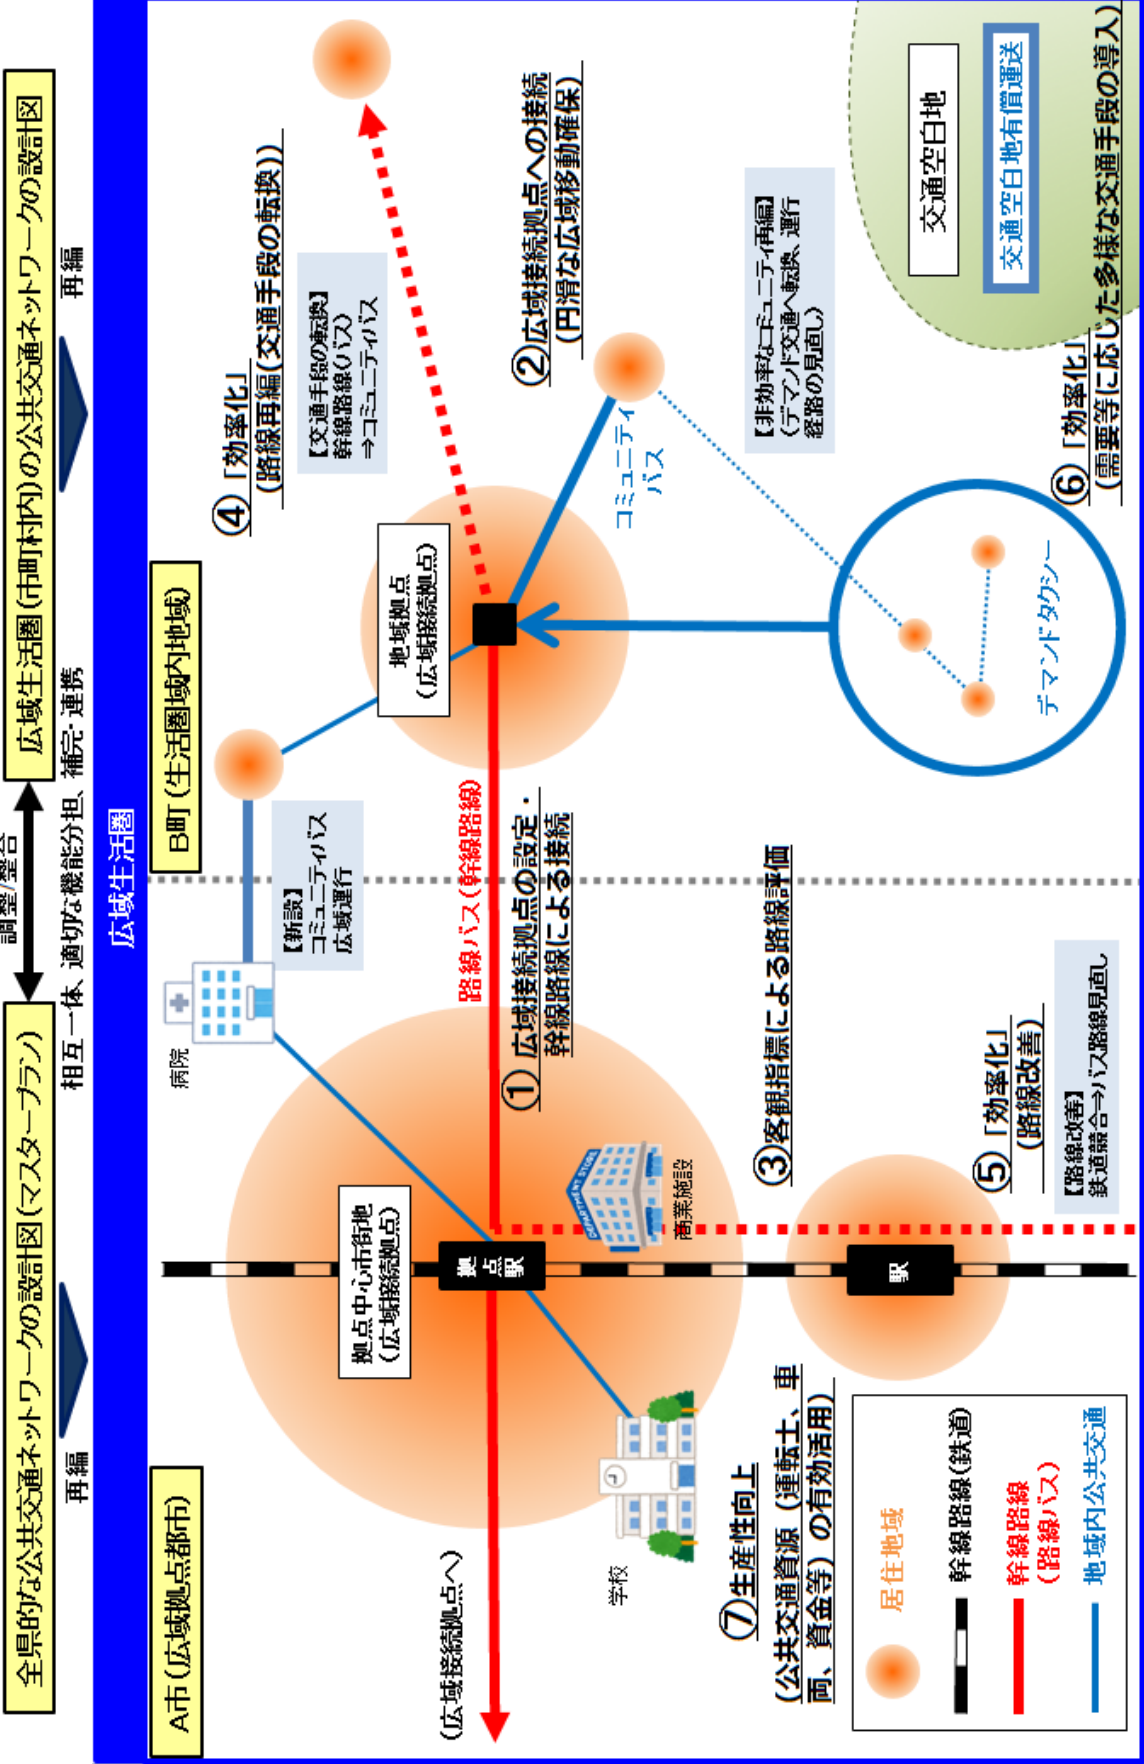 全県的な公共交通ネットワークの設計図(マスタープラン)
調整/整合
広域生活圏(市町村内)の公共交通ネットワークの設計図
再編
相互一体、適切な機能分担、補完・連携
再編
広域生活圏
A市(広域拠点都市)
B町(生活圏域内地域)
病院
【新設】
コミュニティバス
広域運行
④「効率化」
(路線再編(交通手段の転換))
【交通手段の転換】
幹線路線(バス)
⇒コミュニティバス
拠点中心市街地
(広域接続拠点)
地域拠点
(広域接続拠点)
(広域接続拠点へ)
拠点駅
路線バス(幹線路線)
①広域接続拠点の設定・
幹線路線による接続
②広域接続拠点への接続
(円滑な広域移動確保)
学校
DEPARTMENT STORE
商業施設
コミュニティ
バス
③客観指標による路線評価
【非効率なコミュニティ再編】
(デマンド交通へ転換、運行
経路の見直し)
⑦生産性向上
(公共交通資源(運転士、車
両、資金等)の有効活用)
駅
⑤「効率化」
(路線改善)
【路線改善】
鉄道競合⇒バス路線見直し
デマンドタクシー
交通空白地
交通空白地有償運送
⑥「効率化」
(需要等に応じた多様な交通手段の導入)
居住地域
幹線路線(鉄道)
幹線路線
(路線バス)
地域内公共交通